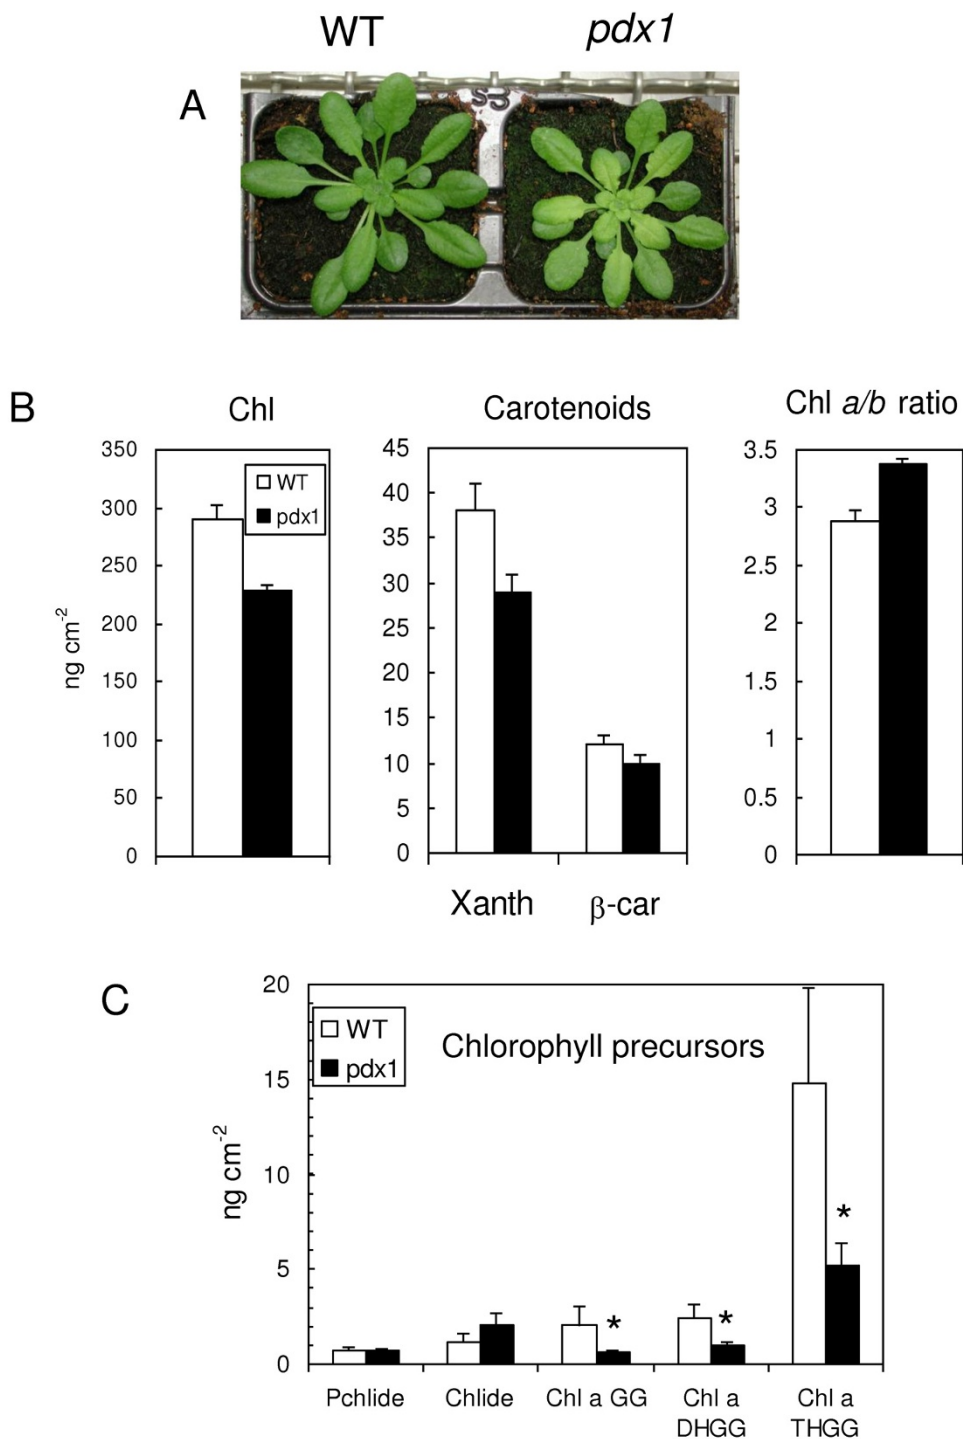 WT pdx1
A
s3
B
Chl Carotenoids Chl a/b ratio
350
300
250
200
150
100
50
0
ng cm-2
WT
pdx1
45
40
35
30
25
20
15
10
5
0
Xanth β-car
3.5
3
2.5
2
1.5
1
0.5
0
C
Chlorophyll precursors
WT
pdx1
20
15
10
5
0
ng cm-2
* * *
Pchlide Chlide Chl a GG Chl a Chl a
DHGG THGG